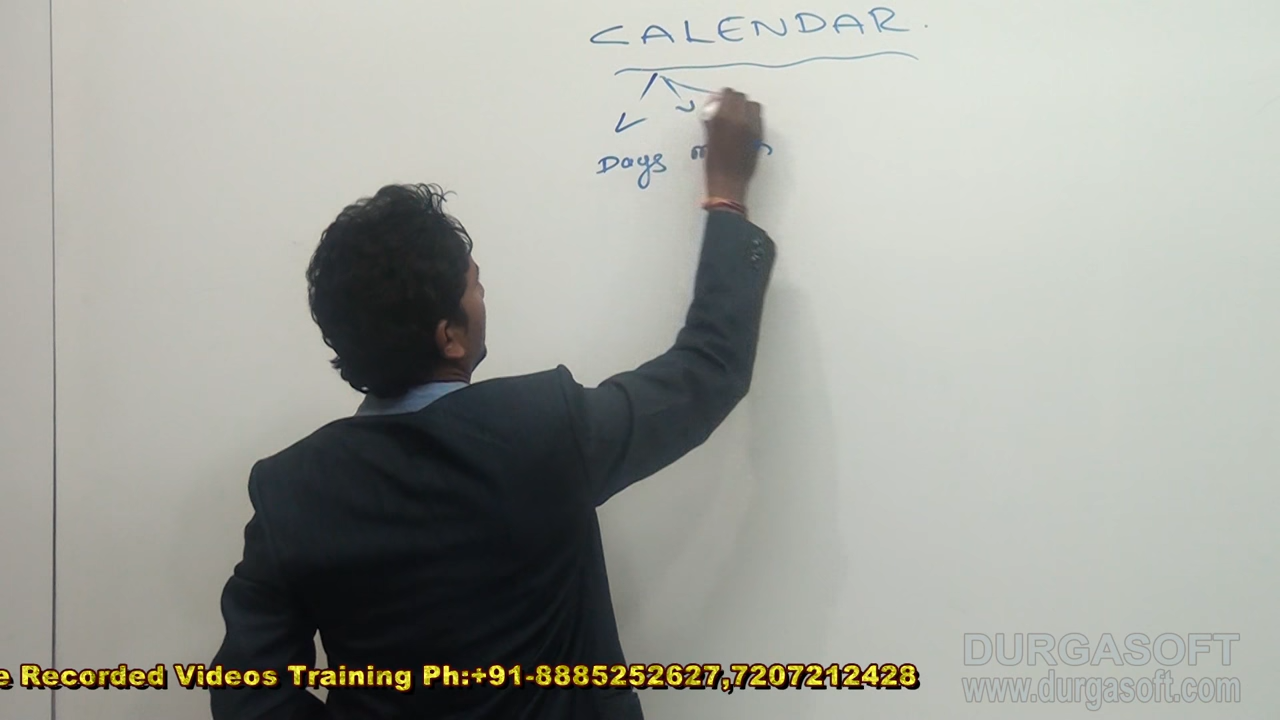 CALENDAR.
Days
e Recorded Videos Training Ph:+91-8885252627,7207212428
DURGASOFT
www.durgasoft.com